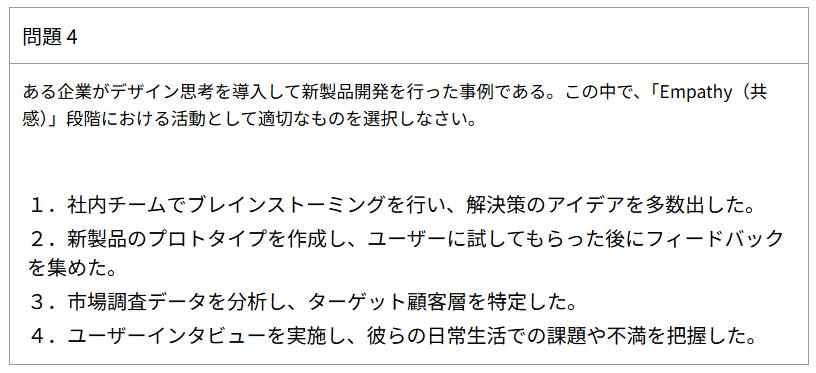 問題 4
ある企業がデザイン思考を導入して新製品開発を行った事例である。この中で、「Empathy（共
感）」段階における活動として適切なものを選択しなさい。
１．社内チームでブレインストーミングを行い、解決策のアイデアを多数出した。
２．新製品のプロトタイプを作成し、ユーザーに試してもらった後にフィードバック
を集めた。
３．市場調査データを分析し、ターゲット顧客層を特定した。
４．ユーザーインタビューを実施し、彼らの日常生活での課題や不満を把握した。